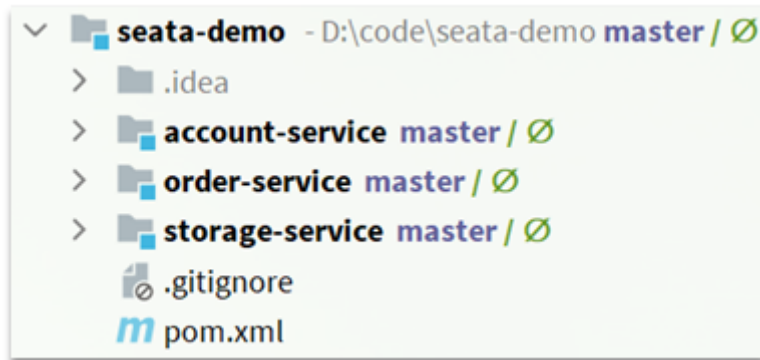 seata-demo - D:\code\seata-demo master / Ø
.idea
account-service master / Ø
order-service master / Ø
storage-service master / Ø
.gitignore
m pom.xml